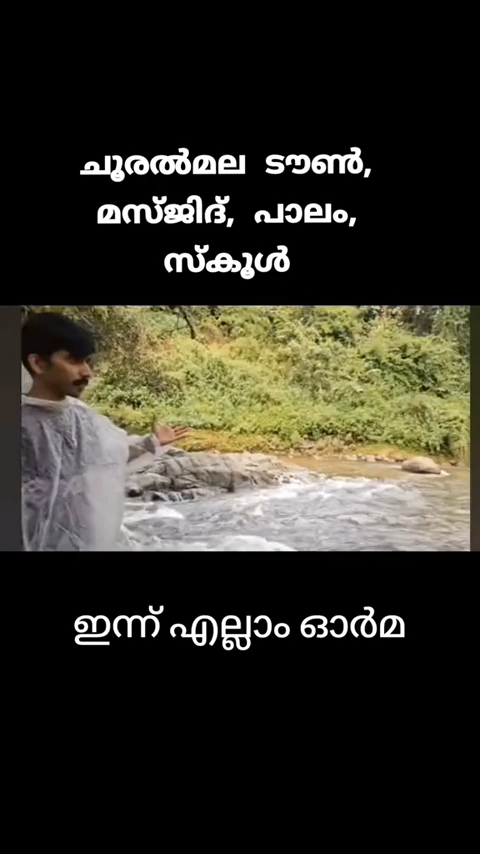 ചൂരൽമല ടൗൺ,
മസ്ജിദ്, പാലം,
സ്കൂൾ
ഇന്ന് എല്ലാം ഓർമ